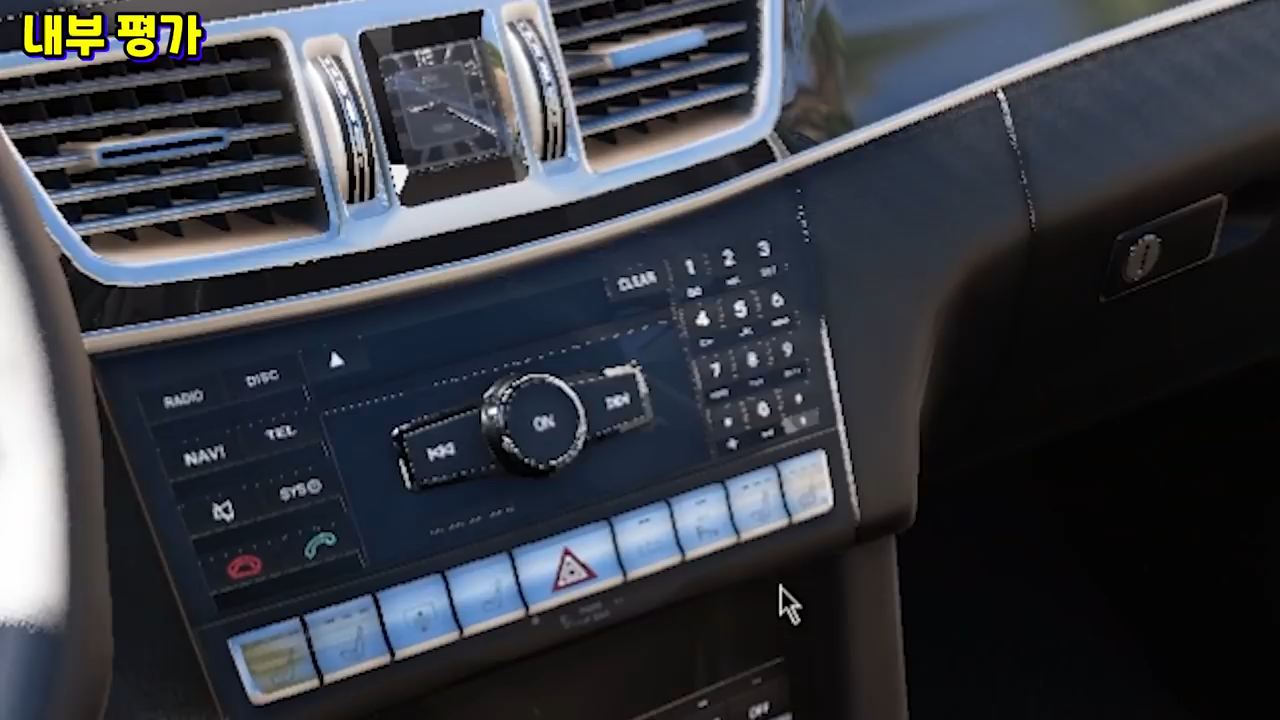 내부 평가
CLEAR
1 2 3
4 5 6
7 8 9
0
RADIO DISC
NAVI TEL
SYS
ON
OFF